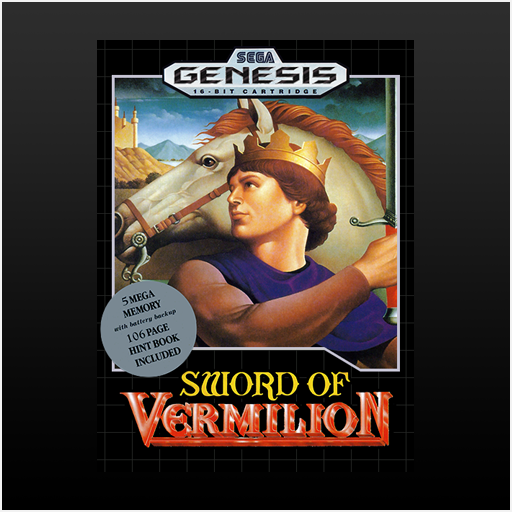 SEGA
GENESIS
16-BIT CARTRIDGE
5 MEGA
MEMORY
with battery backup
106 PAGE
HINT BOOK
INCLUDED
SWORD OF
VERMILION